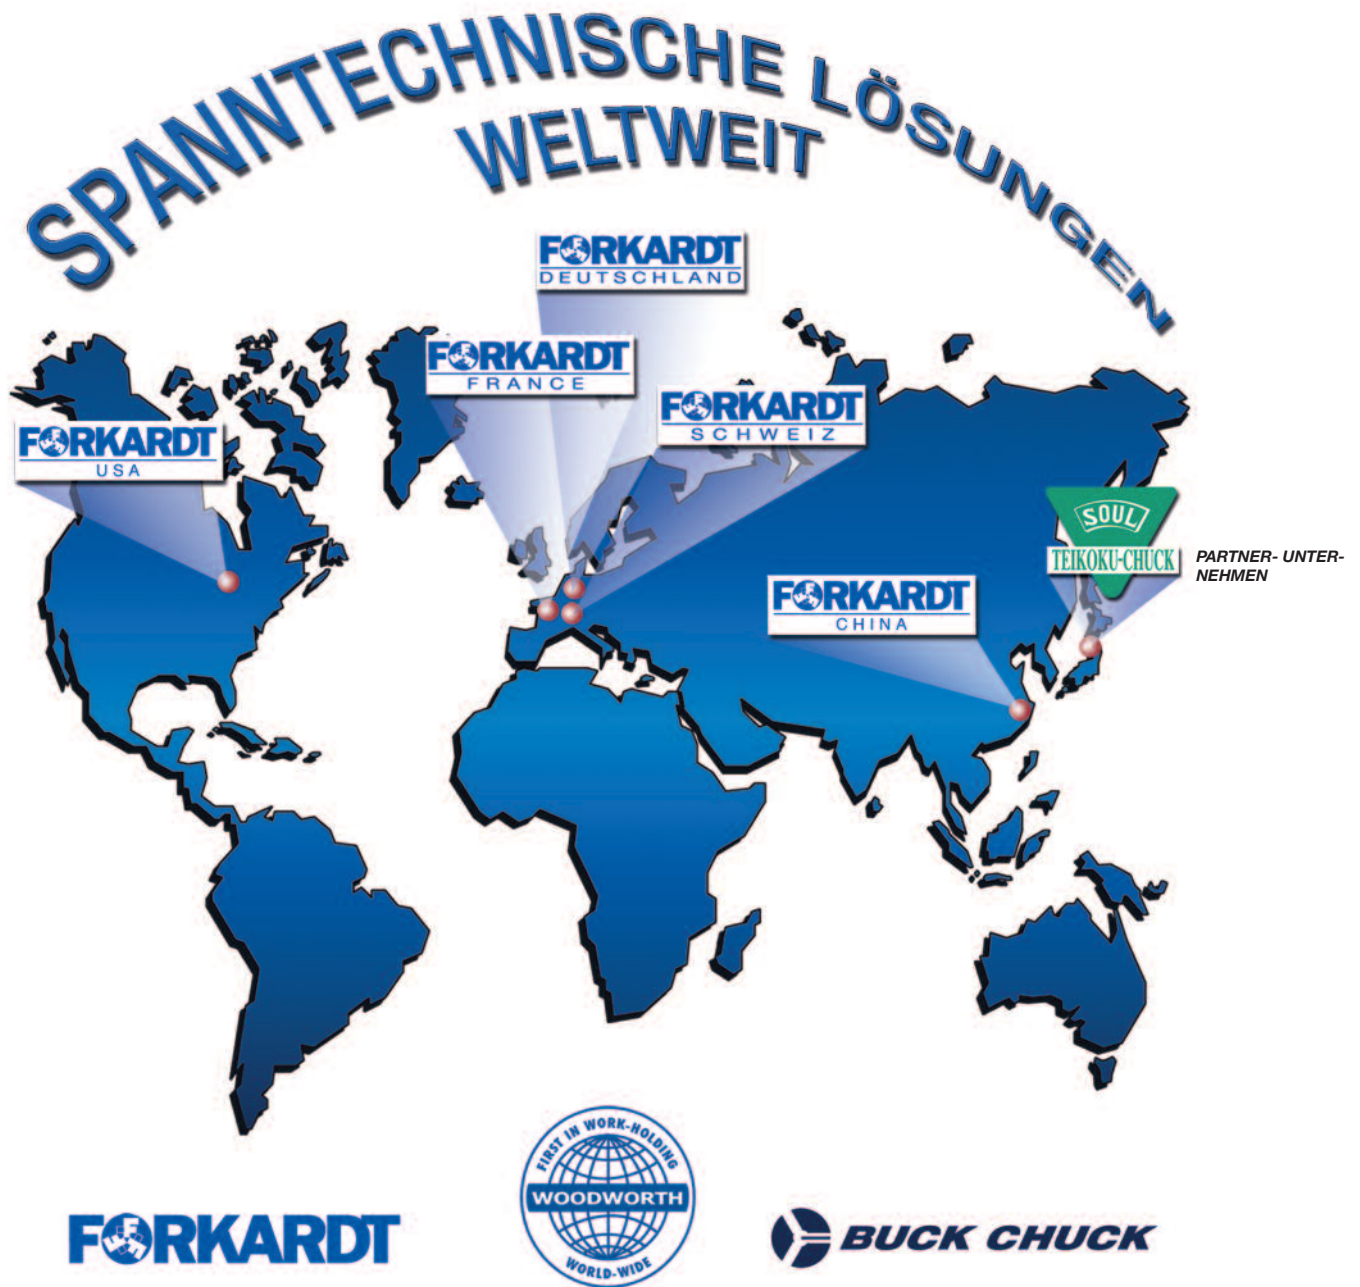 SPANNTECHNISCHE LÖSUNGEN
WELTWEIT
FORKARDT
DEUTSCHLAND
FORKARDT
FRANCE
FORKARDT
SCHWEIZ
FORKARDT
USA
SOUL
TEIKOKU-CHUCK
PARTNER- UNTER-
NEHMEN
FORKARDT
CHINA
FORKARDT
FIRST IN WORK-HOLDING
WOODWORTH
WORLD-WIDE
BUCK CHUCK